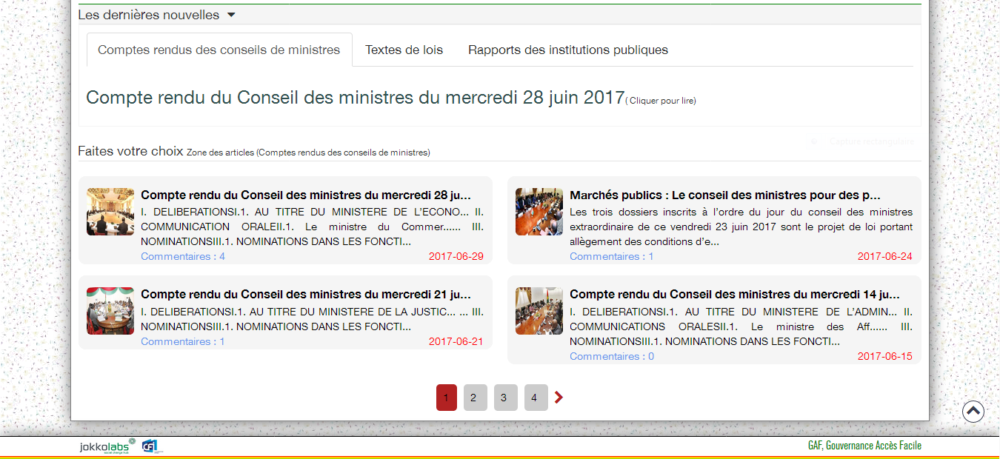 Les dernières nouvelles
Comptes rendus des conseils de ministres
Textes de lois
Rapports des institutions publiques
Compte rendu du Conseil des ministres du mercredi 28 juin 2017( Cliquer pour lire)
Capture rectangulaire
Faites votre choix Zone des articles (Comptes rendus des conseils de ministres)
Compte rendu du Conseil des ministres du mercredi 28 ju...
I. DELIBERATIONSI.1. AU TITRE DU MINISTERE DE L’ECONO... II.
COMMUNICATION ORALEII.1. Le ministre du Commer...... III.
NOMINATIONSIII.1. NOMINATIONS DANS LES FONCTI...
Commentaires : 4
2017-06-29
Marchés publics : Le conseil des ministres pour des p...
Les trois dossiers inscrits à l’ordre du jour du conseil des ministres
extraordinaire de ce vendredi 23 juin 2017 sont le projet de loi portant
allègement des conditions d’e...
Commentaires : 1
2017-06-24
Compte rendu du Conseil des ministres du mercredi 21 ju...
I. DELIBERATIONSI.1. AU TITRE DU MINISTERE DE LA JUSTIC... ... III.
NOMINATIONSIII.1. NOMINATIONS DANS LES FONCTI...
Commentaires : 1
2017-06-21
Compte rendu du Conseil des ministres du mercredi 14 ju...
I. DELIBERATIONSI.1. AU TITRE DU MINISTERE DE L’ADMIN... II.
COMMUNICATIONS ORALESII.1. Le ministre des Aff...... III.
NOMINATIONSIII.1. NOMINATIONS DANS LES FONCTI...
Commentaires : 0
2017-06-15
1 2 3 4
jokkolabs
social change hub
CFI
GAF, Gouvernance Accès Facile